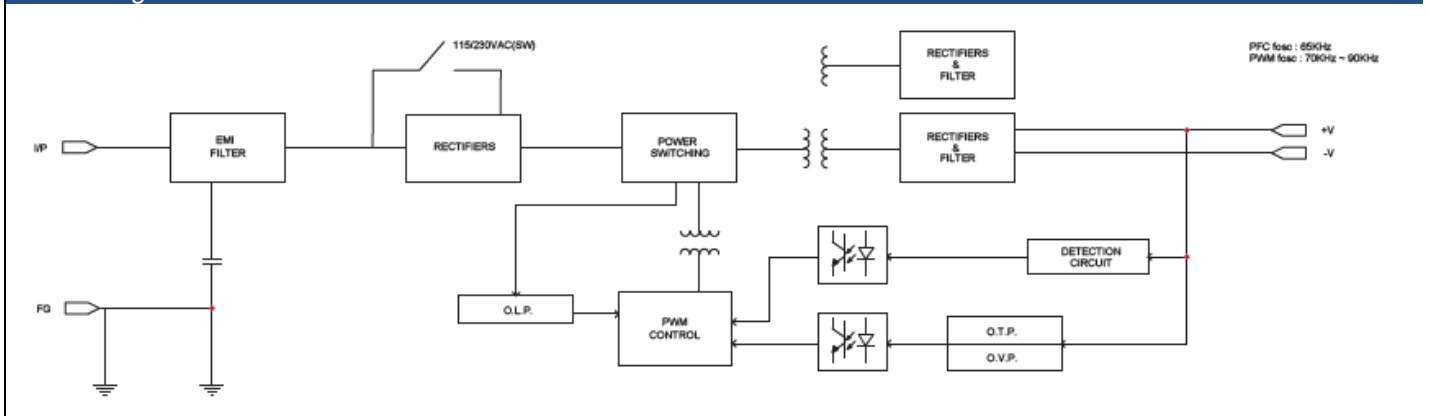 115/230VAC(SW)
RECTIFIERS
&
FILTER
PFC fosc : 65KHz
PWM fosc : 70KHz ~ 90KHz
I/P
EMI
FILTER
RECTIFIERS
POWER
SWITCHING
RECTIFIERS
&
FILTER
+V
-V
DETECTION
CIRCUIT
FG
O.L.P.
PWM
CONTROL
O.T.P.
O.V.P.